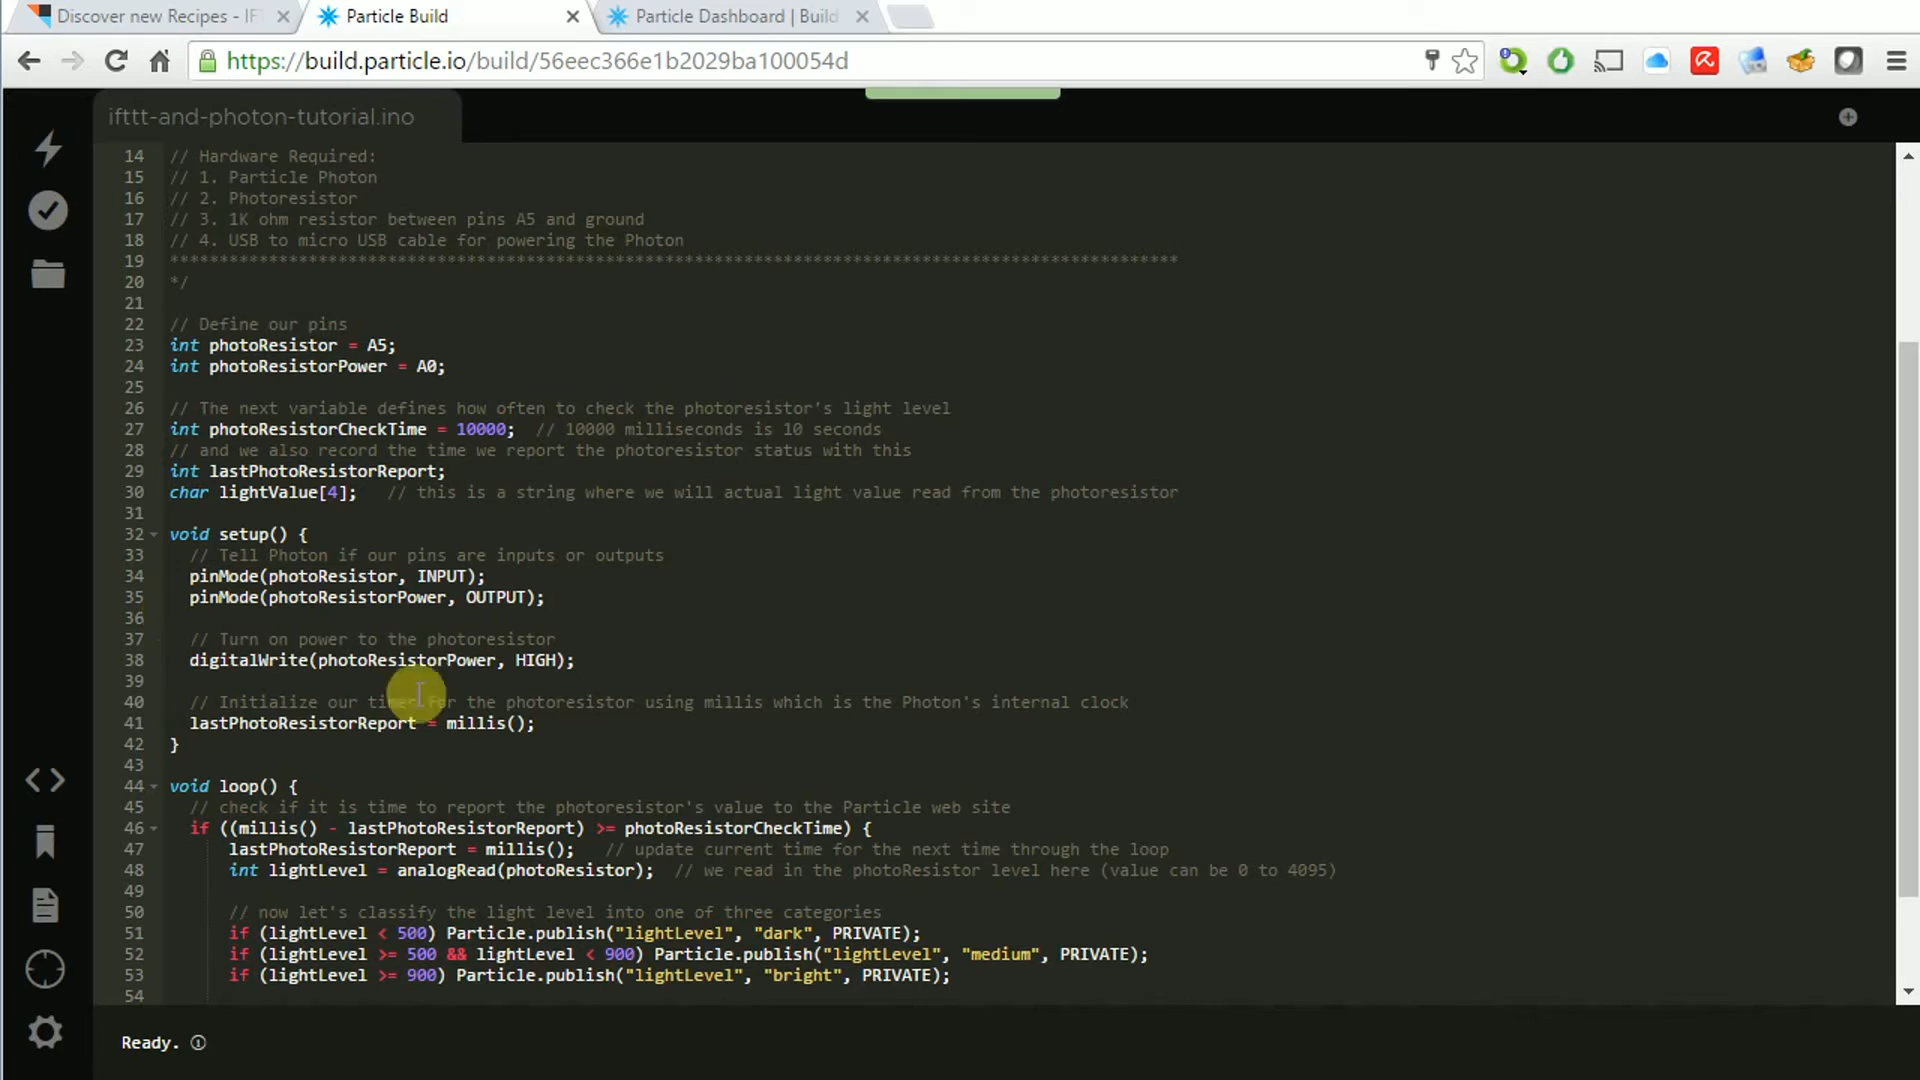 Discover new Recipes - IFT
Particle Build
Particle Dashboard | Build
https://build.particle.io/build/56eec366e1b2029ba100054d
ifttt-and-photon-tutorial.ino
14 // Hardware Required:
15 // 1. Particle Photon
16 // 2. Photoresistor
17 // 3. 1K ohm resistor between pins A5 and ground
18 // 4. USB to micro USB cable for powering the Photon
19 ******************************************************************************************************
20 */
21
22 // Define our pins
23 int photoResistor = A5;
24 int photoResistorPower = A0;
25
26 // The next variable defines how often to check the photoresistor's light level
27 int photoResistorCheckTime = 10000;  // 10000 milliseconds is 10 seconds
28 // and we also record the time we report the photoresistor status with this
29 int lastPhotoResistorReport;
30 char lightValue[4];   // this is a string where we will actual light value read from the photoresistor
31
32 void setup() {
33   // Tell Photon if our pins are inputs or outputs
34   pinMode(photoResistor, INPUT);
35   pinMode(photoResistorPower, OUTPUT);
36
37   // Turn on power to the photoresistor
38   digitalWrite(photoResistorPower, HIGH);
39
40   // Initialize our timer for the photoresistor using millis which is the Photon's internal clock
41   lastPhotoResistorReport = millis();
42 }
43
44 void loop() {
45   // check if it is time to report the photoresistor's value to the Particle web site
46   if ((millis() - lastPhotoResistorReport) >= photoResistorCheckTime) {
47       lastPhotoResistorReport = millis();   // update current time for the next time through the loop
48       int lightLevel = analogRead(photoResistor);  // we read in the photoResistor level here (value can be 0 to 4095)
49
50       // now let's classify the light level into one of three categories
51       if (lightLevel < 500) Particle.publish("lightLevel", "dark", PRIVATE);
52       if (lightLevel >= 500 && lightLevel < 900) Particle.publish("lightLevel", "medium", PRIVATE);
53       if (lightLevel >= 900) Particle.publish("lightLevel", "bright", PRIVATE);
54
Ready.